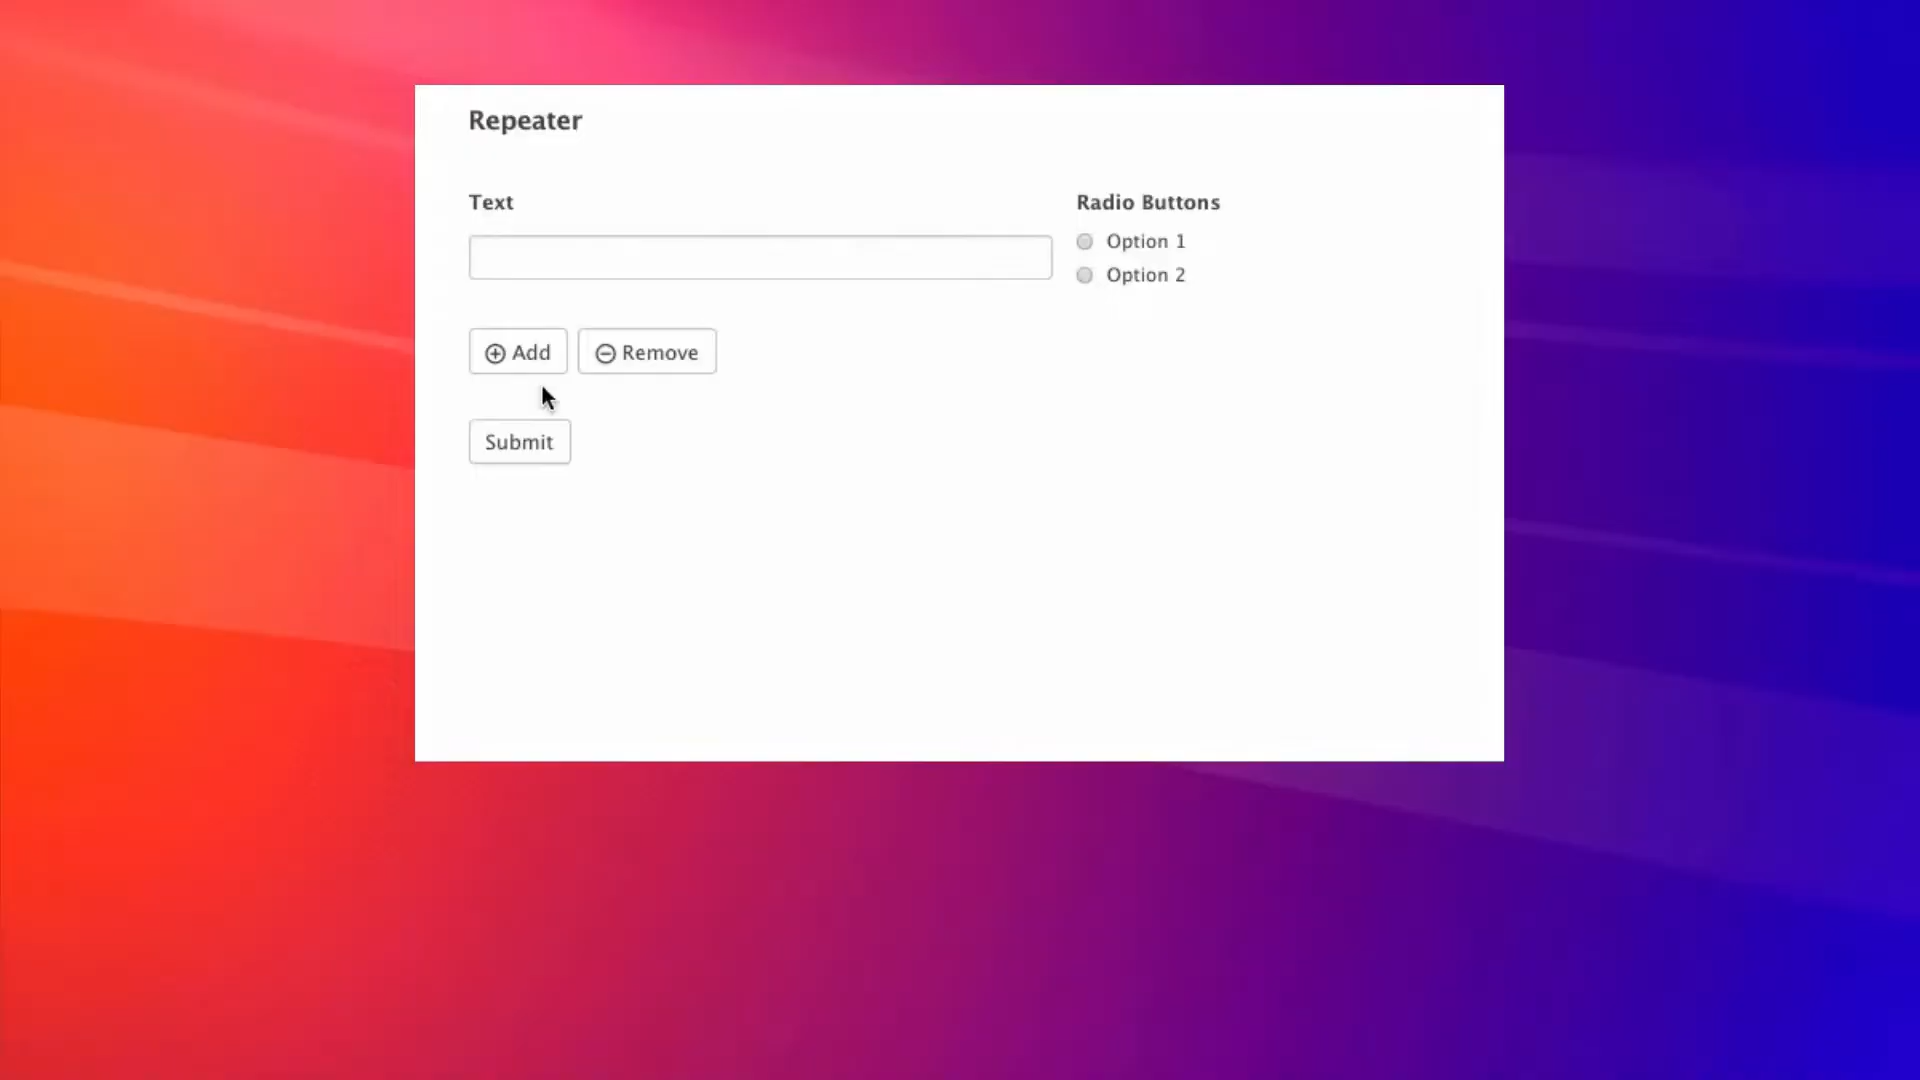 Repeater
Text
Radio Buttons
Option 1
Option 2
Add
Remove
Submit